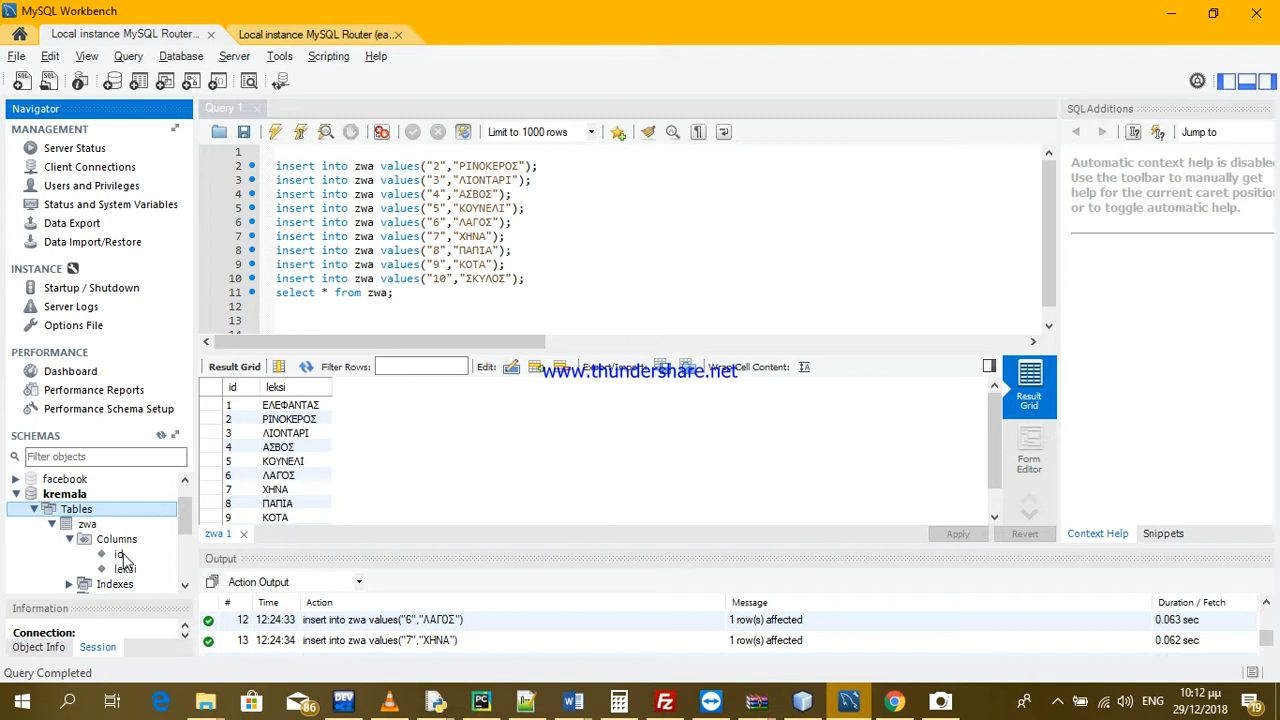 MySQL Workbench
Local instance MySQL Router...
Local instance MySQL Router (ea...
File Edit View Query Database Server Tools Scripting Help
Navigator
MANAGEMENT
Server Status
Client Connections
Users and Privileges
Status and System Variables
Data Export
Data Import/Restore
INSTANCE
Startup / Shutdown
Server Logs
Options File
PERFORMANCE
Dashboard
Performance Reports
Performance Schema Setup
SCHEMAS
Filter objects
facebook
kremala
Tables
zwa
Columns
id
leksi
Indexes
Information
Connection:
Object Info Session
Query Completed
Query 1
Limit to 1000 rows
1
2 insert into zwa values("2","ΡΙΝΟΚΕΡΟΣ");
3 insert into zwa values("3","ΛΙΟΝΤΑΡΙ");
4 insert into zwa values("4","ΑΣΒΟΣ");
5 insert into zwa values("5","ΚΟΥΝΕΛΙ");
6 insert into zwa values("6","ΛΑΓΟΣ");
7 insert into zwa values("7","ΧΗΝΑ");
8 insert into zwa values("8","ΠΑΠΙΑ");
9 insert into zwa values("9","ΚΟΤΑ");
10 insert into zwa values("10","ΣΚΥΛΟΣ");
11 select * from zwa;
12
13
14
Result Grid Filter Rows: Edit: Export/Import: Wrap Cell Content:
www.thundershare.net
id leksi
1 ΕΛΕΦΑΝΤΑΣ
2 ΡΙΝΟΚΕΡΟΣ
3 ΛΙΟΝΤΑΡΙ
4 ΑΣΒΟΣ
5 ΚΟΥΝΕΛΙ
6 ΛΑΓΟΣ
7 ΧΗΝΑ
8 ΠΑΠΙΑ
9 ΚΟΤΑ
Result
Grid
Form
Editor
zwa 1
Apply Revert
Output
Action Output
# Time Action Message Duration / Fetch
12 12:24:33 insert into zwa values("6","ΛΑΓΟΣ") 1 row(s) affected 0.063 sec
13 12:24:34 insert into zwa values("7","ΧΗΝΑ") 1 row(s) affected 0.062 sec
SQLAdditions
Jump to
Automatic context help is disable
Use the toolbar to manually get
help for the current caret positio
or to toggle automatic help.
Context Help Snippets
86
DEV
PC
ENG
10:12 μμ
29/12/2018
19